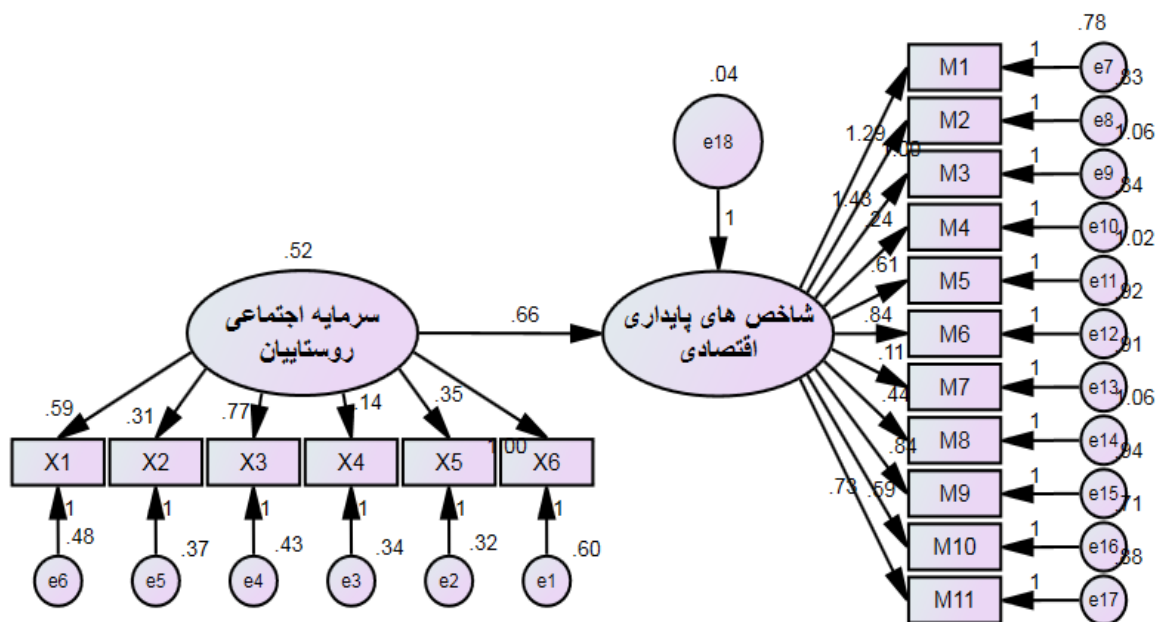 .78
M1
1
e7
.83
.04
M2
1
e8
1.06
1.29
1.00
e18
M3
1
e9
.84
1.43
.24
M4
1
e10
1.02
1
.52
.61
M5
1
e11
.92
سرمایه اجتماعی
روستاییان
.66
شاخص های پایداری
اقتصادی
.84
M6
1
e12
.91
.11
M7
1
e13
1.06
.59
.31
.77
.14
.35
.44
M8
1
e14
.94
1.00
.84
X1
X2
X3
X4
X5
X6
.73
.59
M9
1
e15
.71
1
1
1
1
1
1
M10
1
e16
.88
.48
.37
.43
.34
.32
.60
e6
e5
e4
e3
e2
e1
M11
1
e17